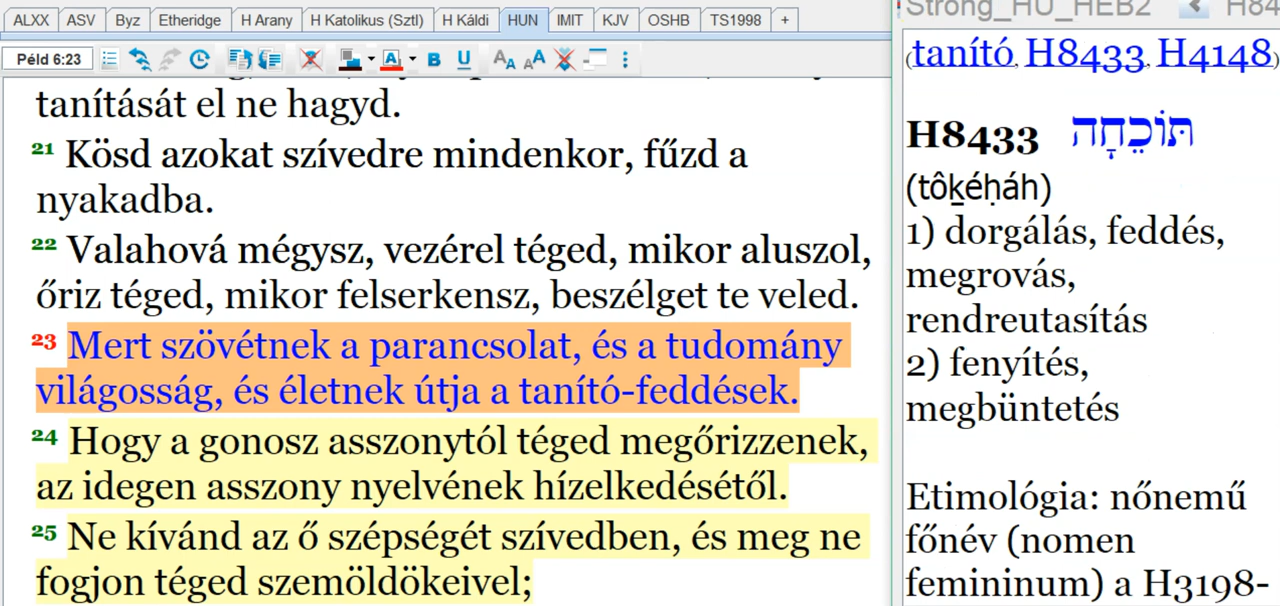 ALXX ASV Byz Etheridge H Arany H Katolikus (Sztl) H Káldi HUN IMIT KJV OSHB TS1998 +
Péld 6:23
tanítását el ne hagyd.
21 Kösd azokat szívedre mindenkor, fűzd a
nyakadba.
22 Valahová mégysz, vezérel téged, mikor aluszol,
őriz téged, mikor felserkensz, beszélget te veled.
23 Mert szövétnek a parancsolat, és a tudomány
világosság, és életnek útja a tanító-feddések.
24 Hogy a gonosz asszonytól téged megőrizzenek,
az idegen asszony nyelvének hízelkedésétől.
25 Ne kívánd az ő szépségét szívedben, és meg ne
fogjon téged szemöldökeivel;
Strong_HU_HEB2 H84
(tanító, H8433, H4148)
H8433 תּוֹכֵחָה
(tôḵéḥáh)
1) dorgálás, feddés,
megrovás,
rendreutasítás
2) fenyítés,
megbüntetés
Etimológia: nőnemű
főnév (nomen
femininum) a H3198-